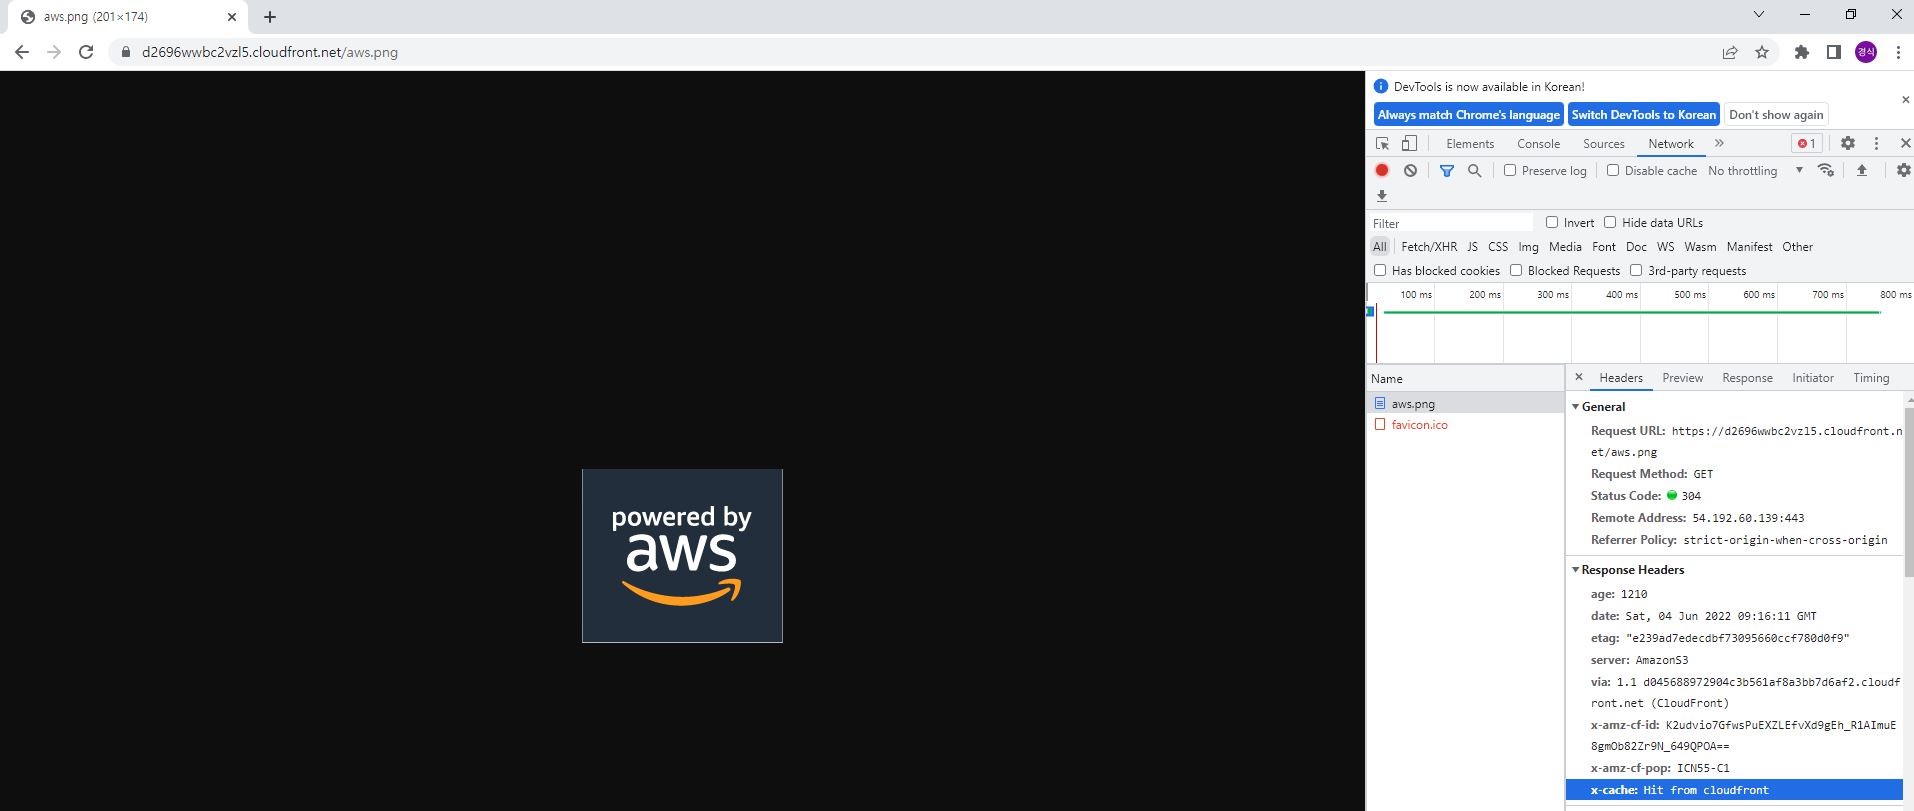 aws.png (201×174)
d2696wwbc2vzl5.cloudfront.net/aws.png
경식
powered by
aws
DevTools is now available in Korean!
Always match Chrome's language Switch DevTools to Korean Don't show again
Elements Console Sources Network 1
Preserve log Disable cache No throttling
Filter Invert Hide data URLs
All Fetch/XHR JS CSS Img Media Font Doc WS Wasm Manifest Other
Has blocked cookies Blocked Requests 3rd-party requests
100 ms 200 ms 300 ms 400 ms 500 ms 600 ms 700 ms 800 ms
Name
aws.png
favicon.ico
Headers Preview Response Initiator Timing
General
Request URL: https://d2696wwbc2vzl5.cloudfront.n
et/aws.png
Request Method: GET
Status Code: 304
Remote Address: 54.192.60.139:443
Referrer Policy: strict-origin-when-cross-origin
Response Headers
age: 1210
date: Sat, 04 Jun 2022 09:16:11 GMT
etag: "e239ad7edecdbf73095660ccf780d0f9"
server: AmazonS3
via: 1.1 d045688972904c3b561af8a3bb7d6af2.cloudf
ront.net (CloudFront)
x-amz-cf-id: K2udvio7GfwsPuEXZLEfvXd9gEh_R1AImuE
8gmOb82Zr9N_649QPOA==
x-amz-cf-pop: ICN55-C1
x-cache: Hit from cloudfront